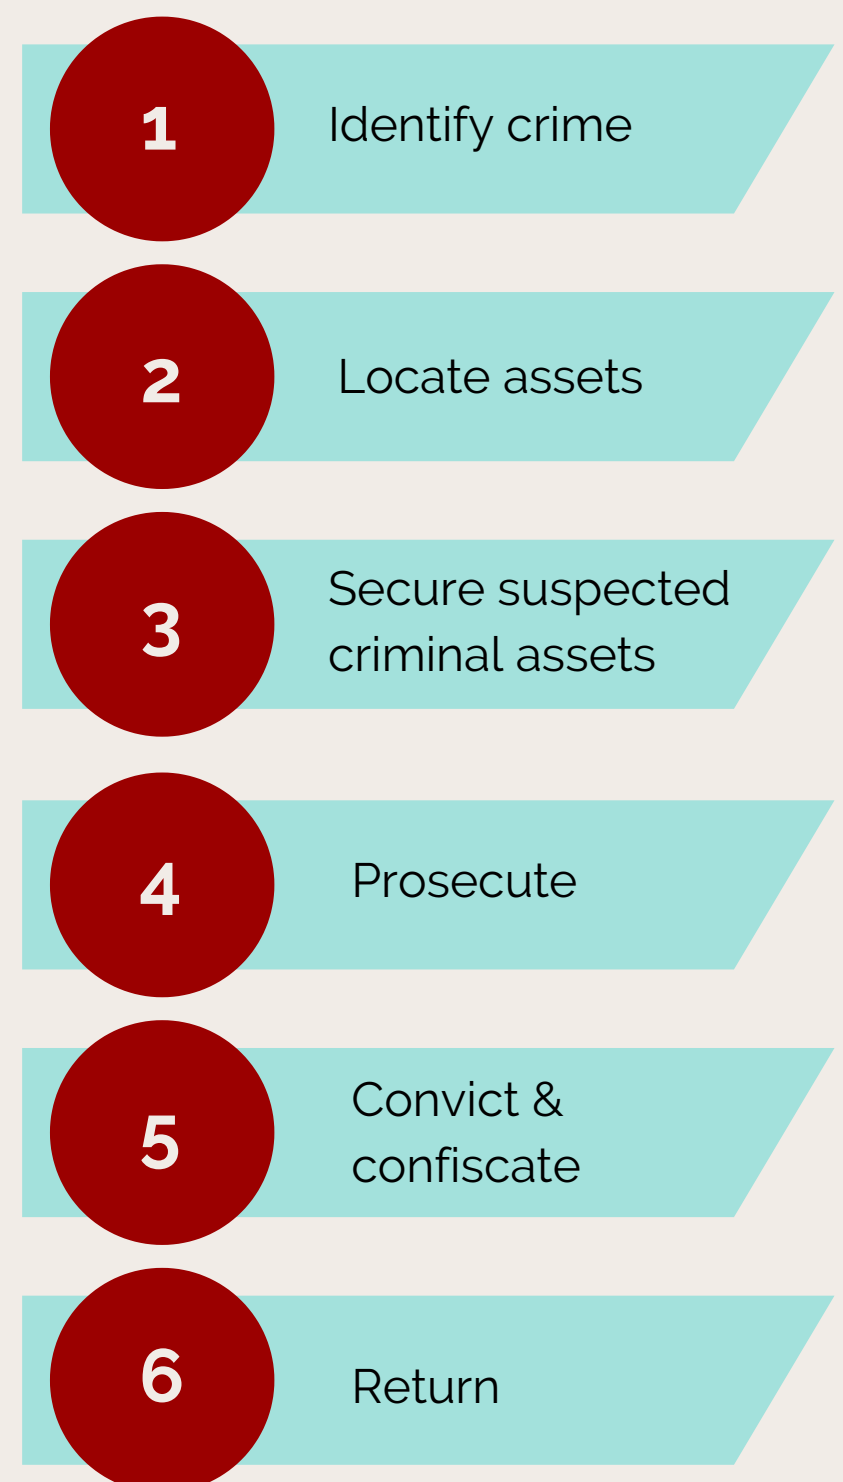 1
Identify crime
2
Locate assets
3
Secure suspected
criminal assets
4
Prosecute
5
Convict &
confiscate
6
Return